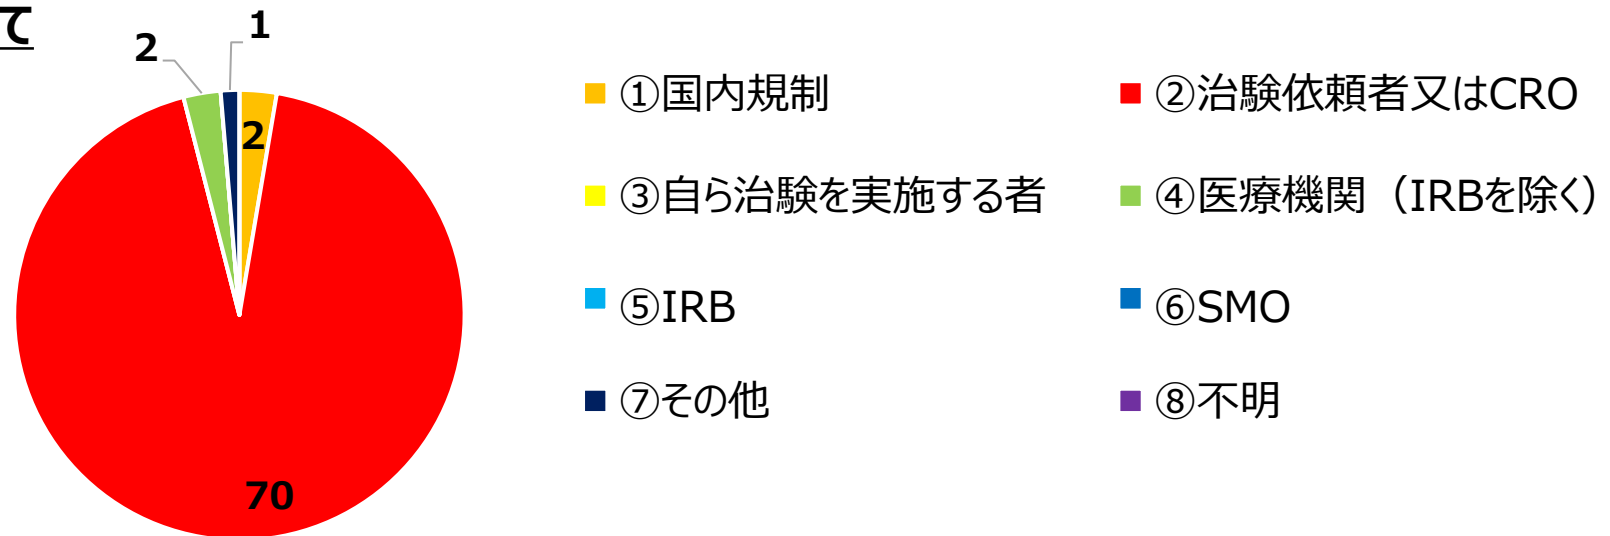 て
2
1
2
70
①国内規制
②治験依頼者又はCRO
③自ら治験を実施する者
④医療機関（IRBを除く）
⑤IRB
⑥SMO
⑦その他
⑧不明